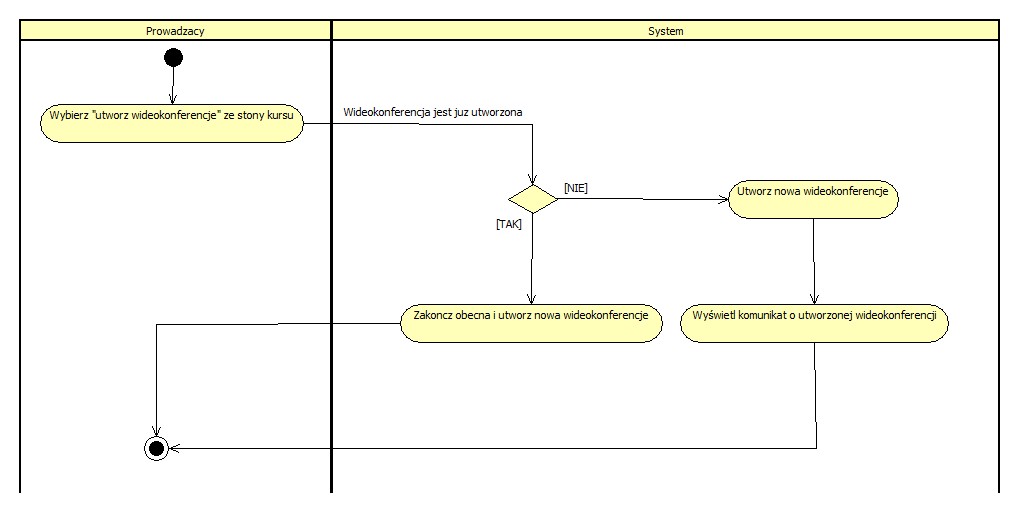 Prowadzacy
System
Wybierz "utworz wideokonferencje" ze stony kursu
Wideokonferencja jest juz utworzona
[NIE]
Utworz nowa wideokonferencje
[TAK]
Zakoncz obecna i utworz nowa wideokonferencje
Wyświetl komunikat o utworzonej wideokonferencji